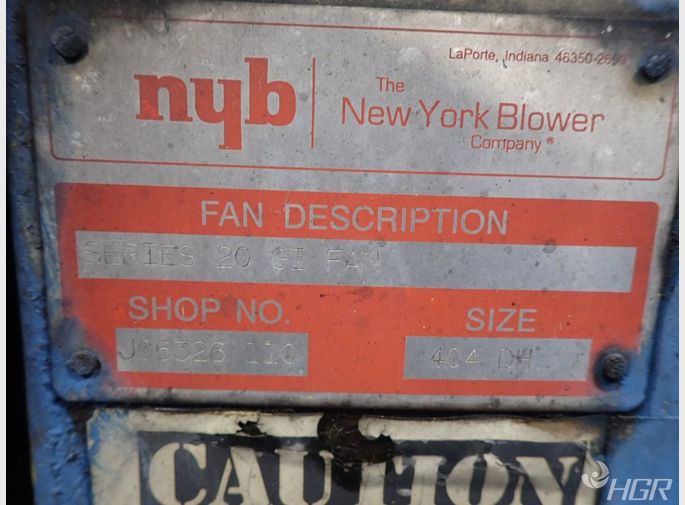 LaPorte, Indiana 46350-2699
nyb
The
New York Blower
Company®
FAN DESCRIPTION
SERIES 20 GI FAN
SHOP NO.
SIZE
J06326 110
404 DH
CAUTION
HGR